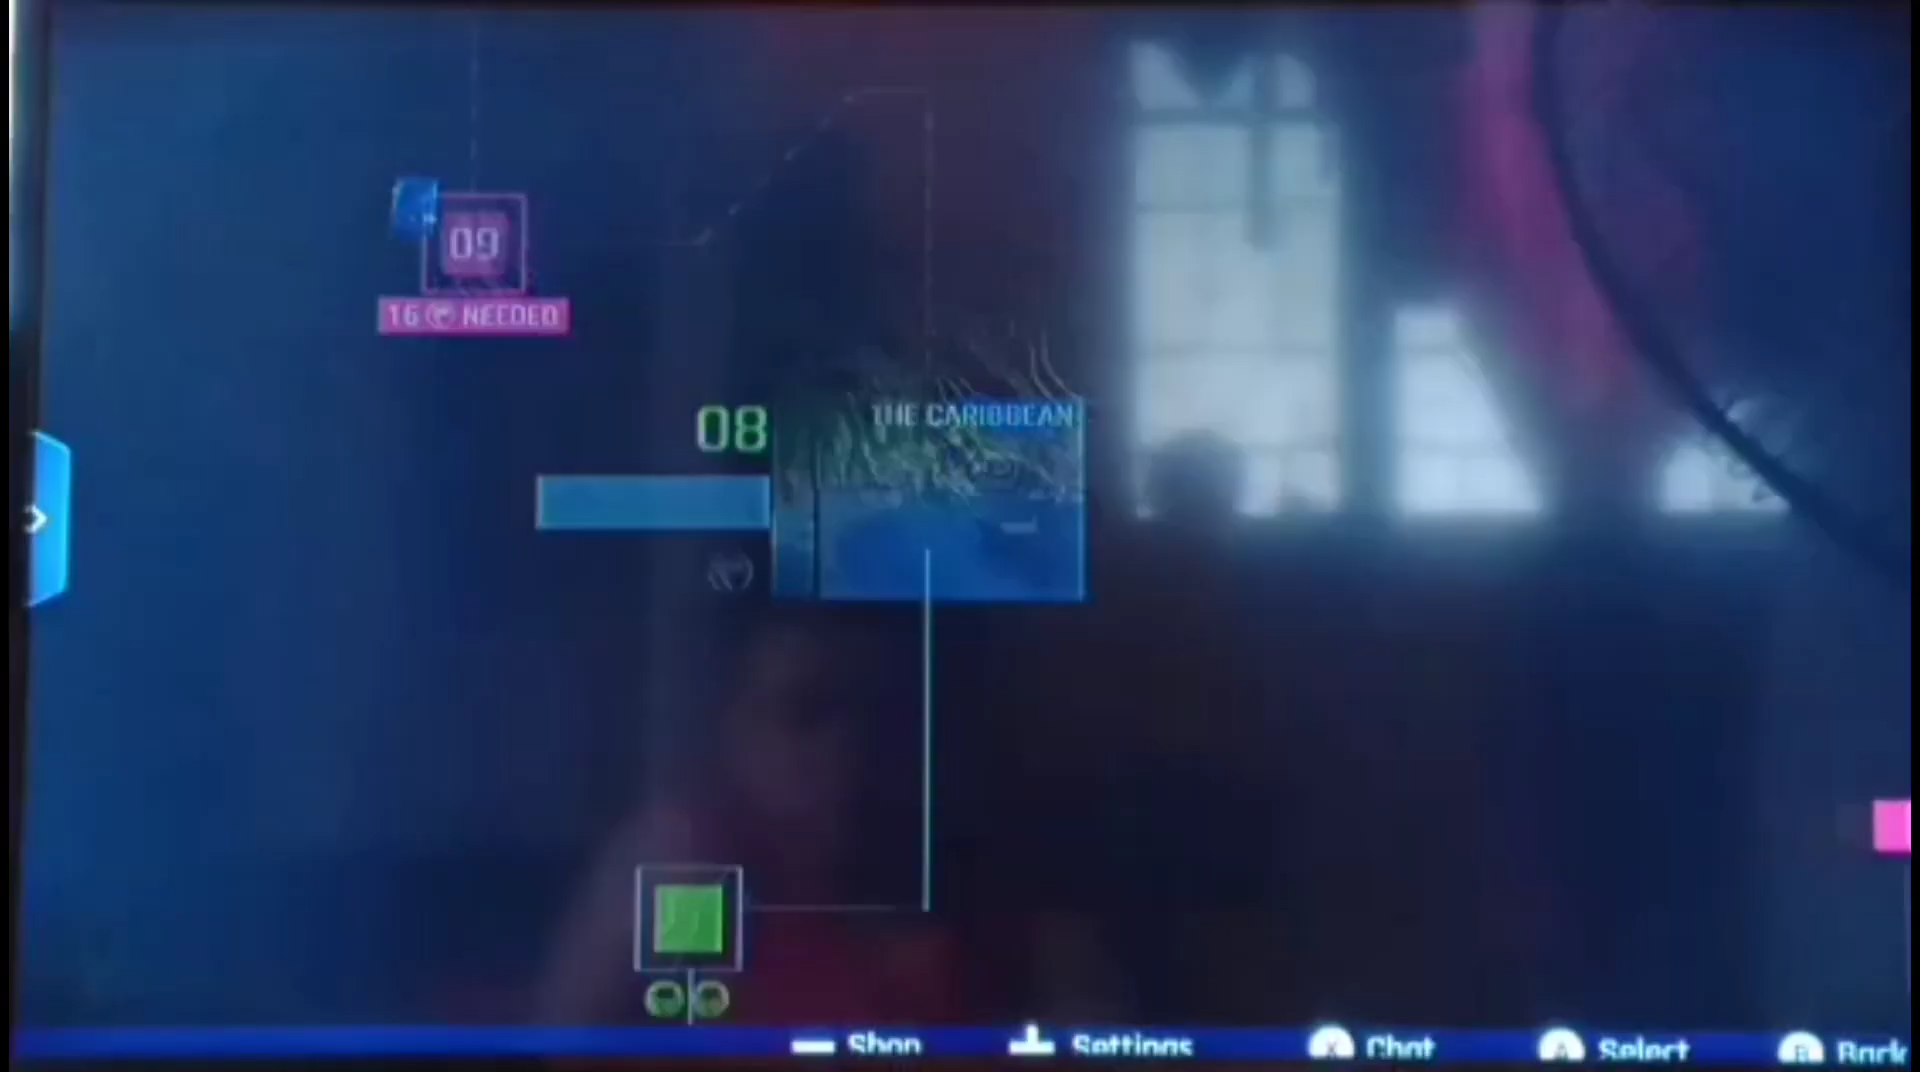 09
16 NEEDED
08
THE CARIBBEAN
Shop
Settings
X Chat
A Select
B Back